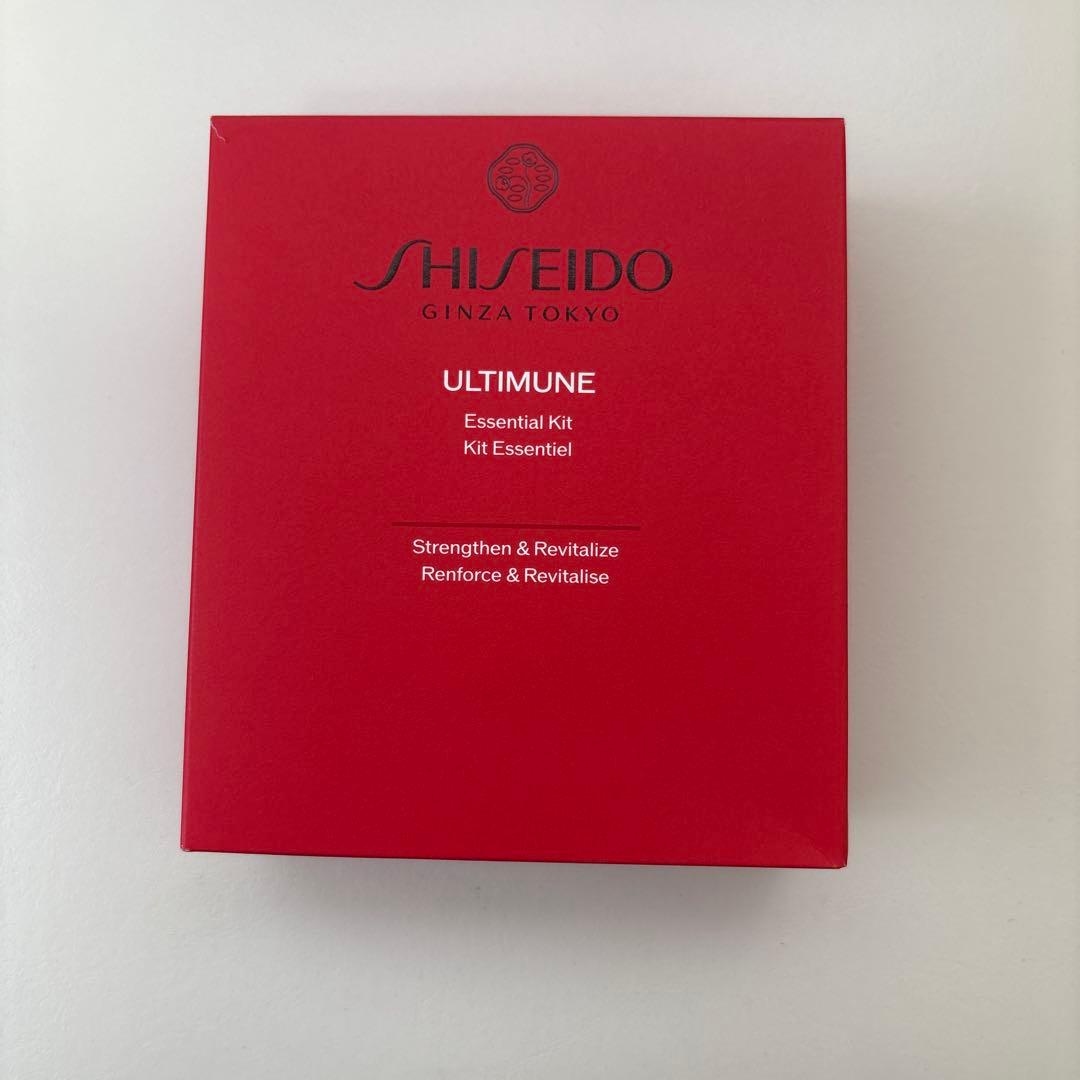 SHISEIDO
GINZA TOKYO
ULTIMUNE
Essential Kit
Kit Essentiel
Strengthen & Revitalize
Renforce & Revitalise